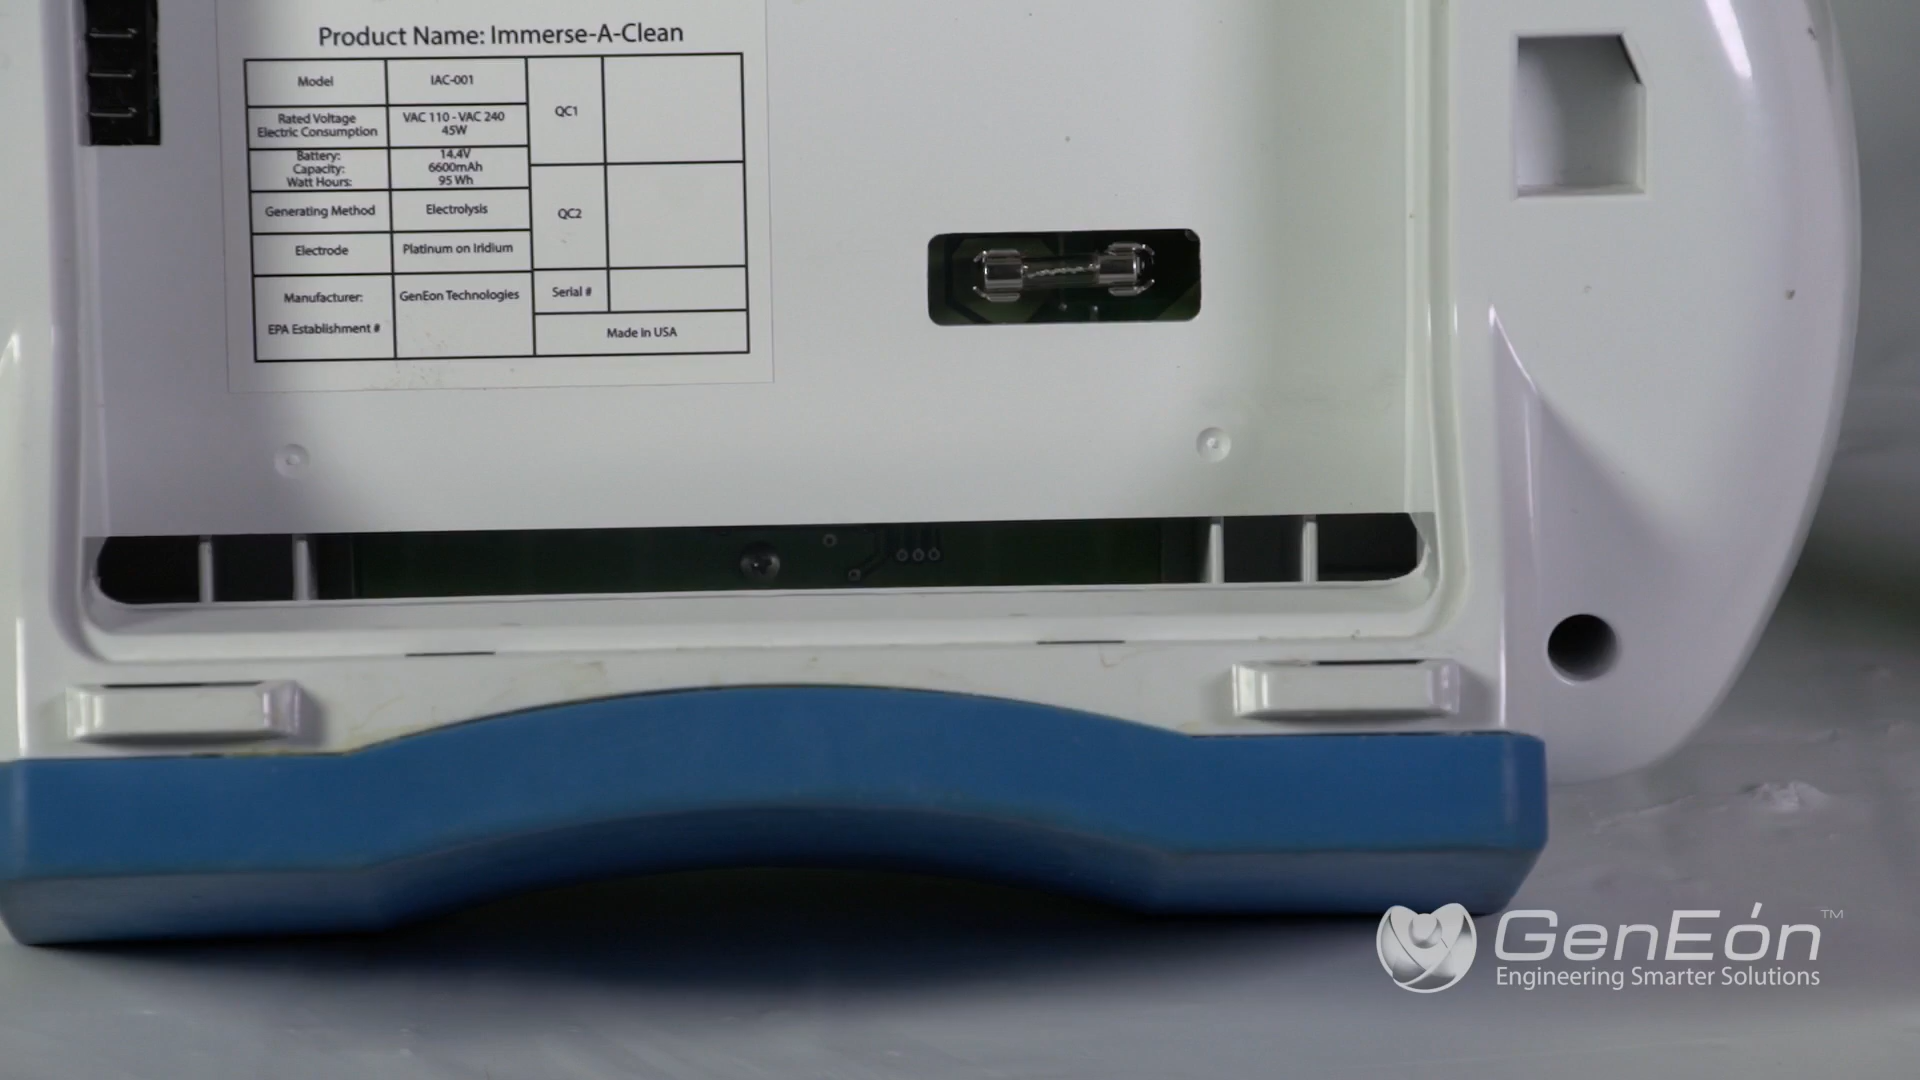 Product Name: Immerse-A-Clean
Model
IAC-001
Rated Voltage
Electric Consumption
VAC 110 - VAC 240
45W
Battery:
Capacity:
Watt Hours:
14.4V
6600mAh
95 Wh
Generating Method
Electrolysis
Electrode
Platinum on Iridium
Manufacturer:
EPA Establishment #
GenEon Technologies
QC1
QC2
Serial #
Made In USA
GenEón™
Engineering Smarter Solutions